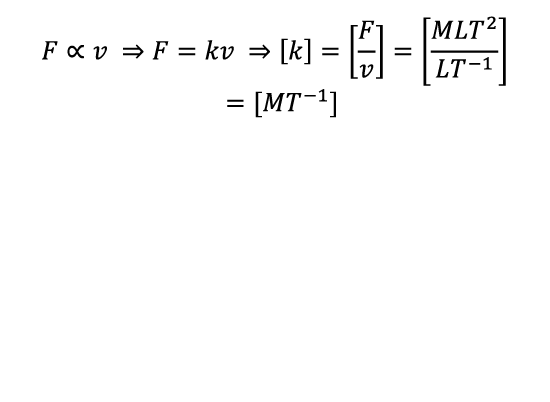 F ∝ v ⇒ F = kv ⇒ [k] = [F/v] = [MLT²/LT⁻¹]
= [MT⁻¹]